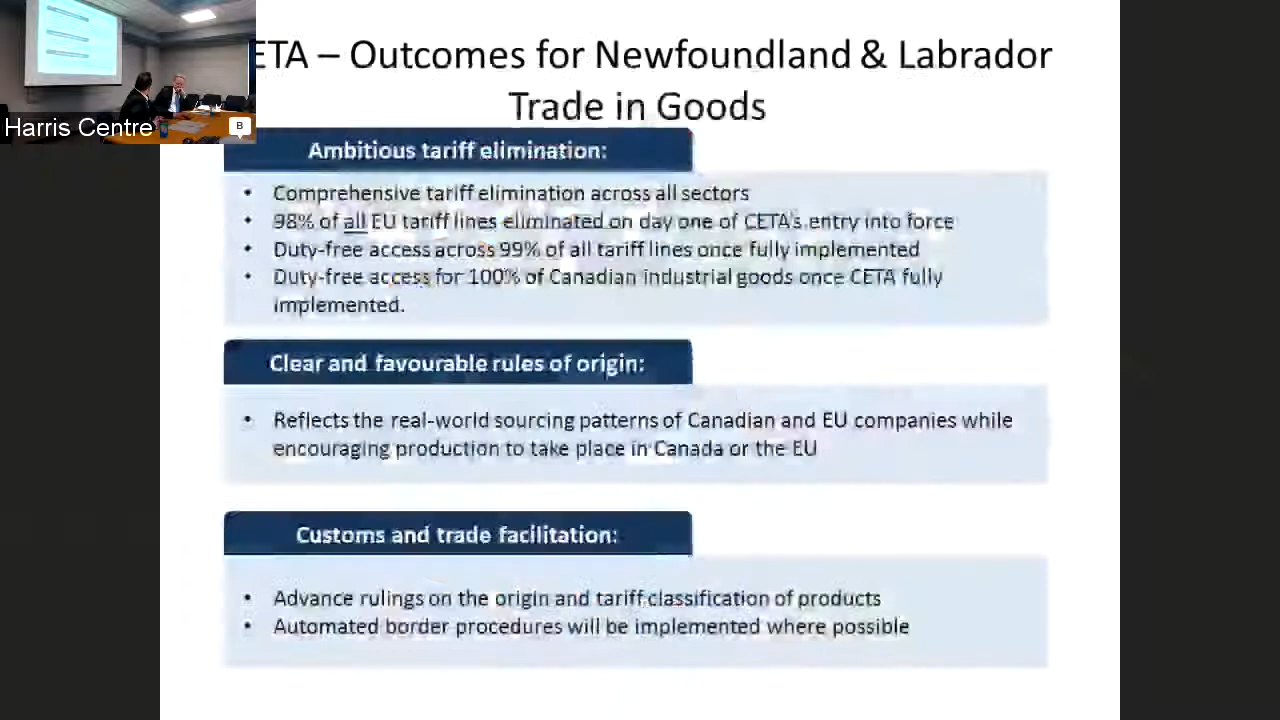 ETA – Outcomes for Newfoundland & Labrador
Trade in Goods
Harris Centre
B
Ambitious tariff elimination:
• Comprehensive tariff elimination across all sectors
• 98% of all EU tariff lines eliminated on day one of CETA's entry into force
• Duty-free access across 99% of all tariff lines once fully implemented
• Duty-free access for 100% of Canadian industrial goods once CETA fully
implemented.
Clear and favourable rules of origin:
• Reflects the real-world sourcing patterns of Canadian and EU companies while
encouraging production to take place in Canada or the EU
Customs and trade facilitation:
• Advance rulings on the origin and tariff classification of products
• Automated border procedures will be implemented where possible